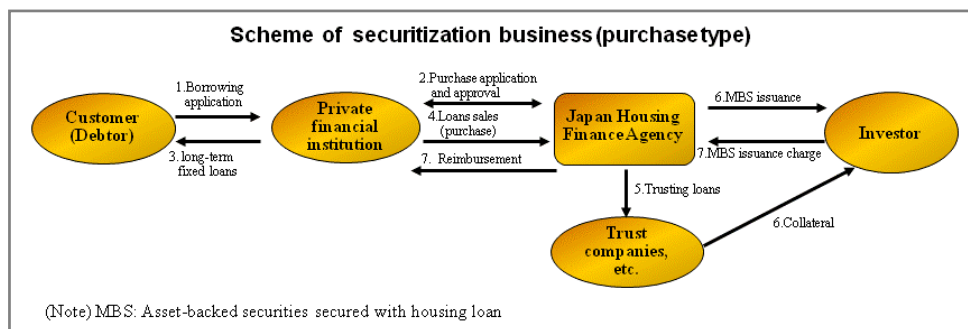 Scheme of securitization business(purchasetype)
1.Borrowing
application
Customer
(Debtor)
3.long-term
fixed loans
Private
financial
institution
2.Purchase application
and approval
4.Loans sales
(purchase)
7. Reimbursement
Japan Housing
Finance Agency
6.MBS issuance
7.MBS issuance charge
Investor
5.Trusting loans
Trust
companies,
etc.
6.Collateral
(Note) MBS: Asset-backed securities secured with housing loan